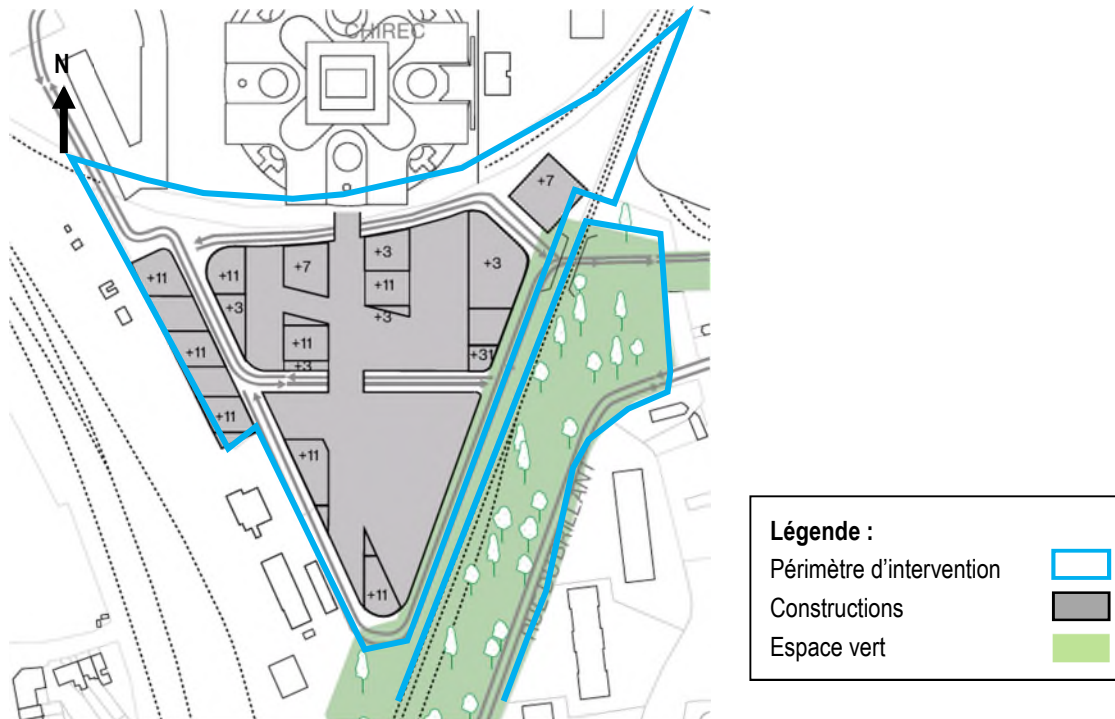 CHIREC
N
+7
+3
+11
+11
+7
+3
+11
+3
+3
+11
+11
+31
+3
+11
+11
+11
RUE DU BAILLANT
Légende :
Périmètre d'intervention
Constructions
Espace vert